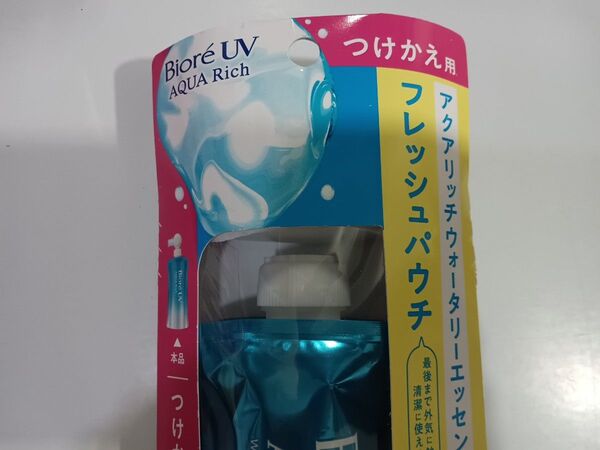 Bioré UV
AQUA Rich
つけかえ用
アクアリッチウォータリーエッセン
フレッシュパウチ
最後まで外気に
清潔に使え
Bioré UV
▲
本品
つけか